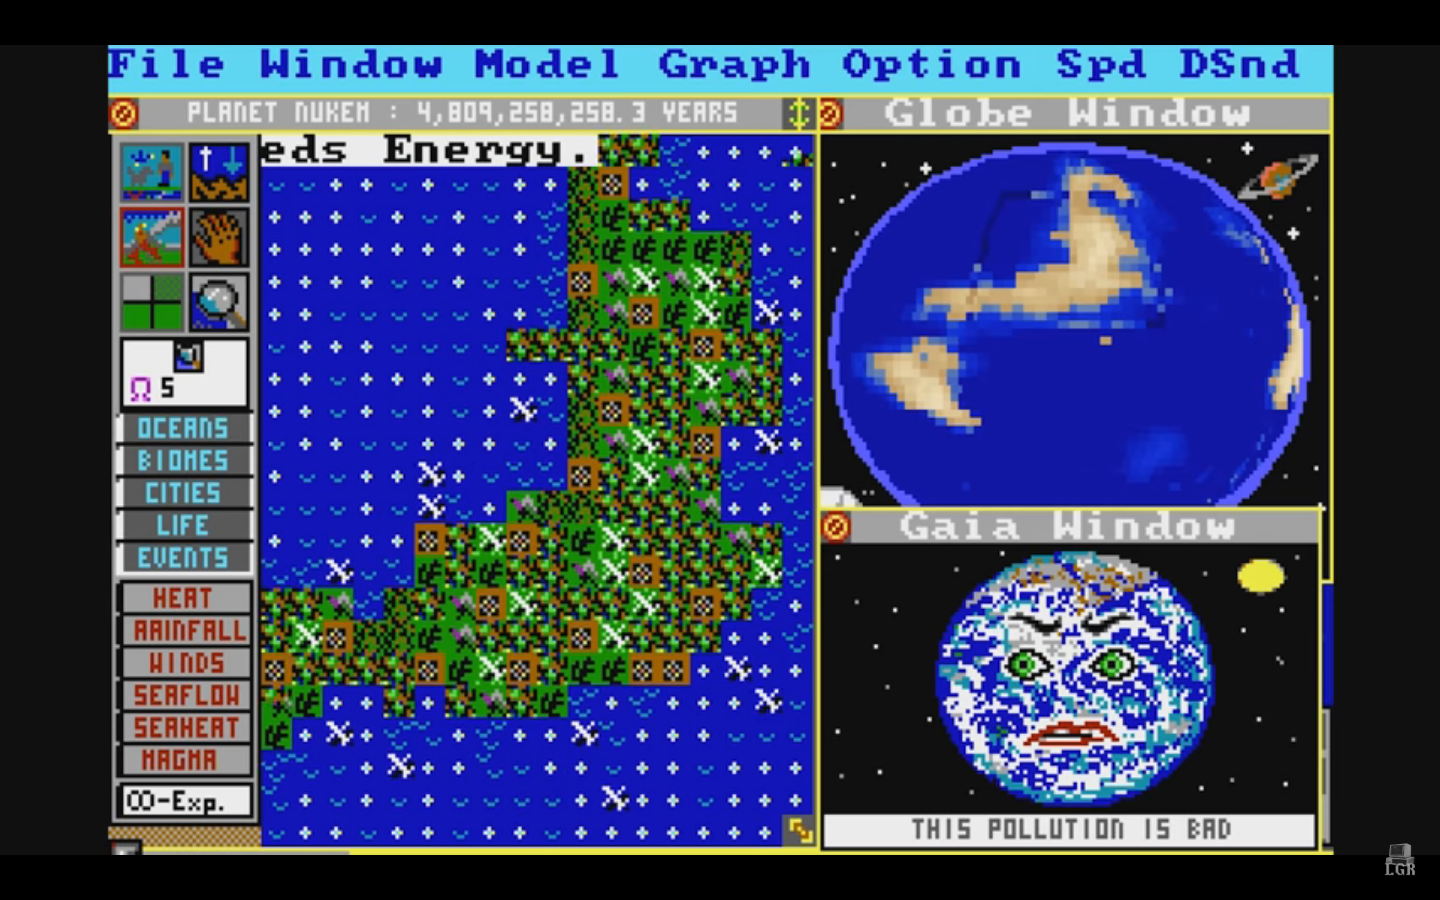 File Window Model Graph Option Spd DSnd
PLANET NUKEM : 4,809,258,258.3 YEARS
Globe Window
eds Energy.
Ω 5
OCEANS
BIOMES
CITIES
LIFE
EVENTS
HEAT
RAINFALL
WINDS
SEAFLOW
SEAHEAT
MAGMA
∞-Exp.
Gaia Window
THIS POLLUTION IS BAD
LGR